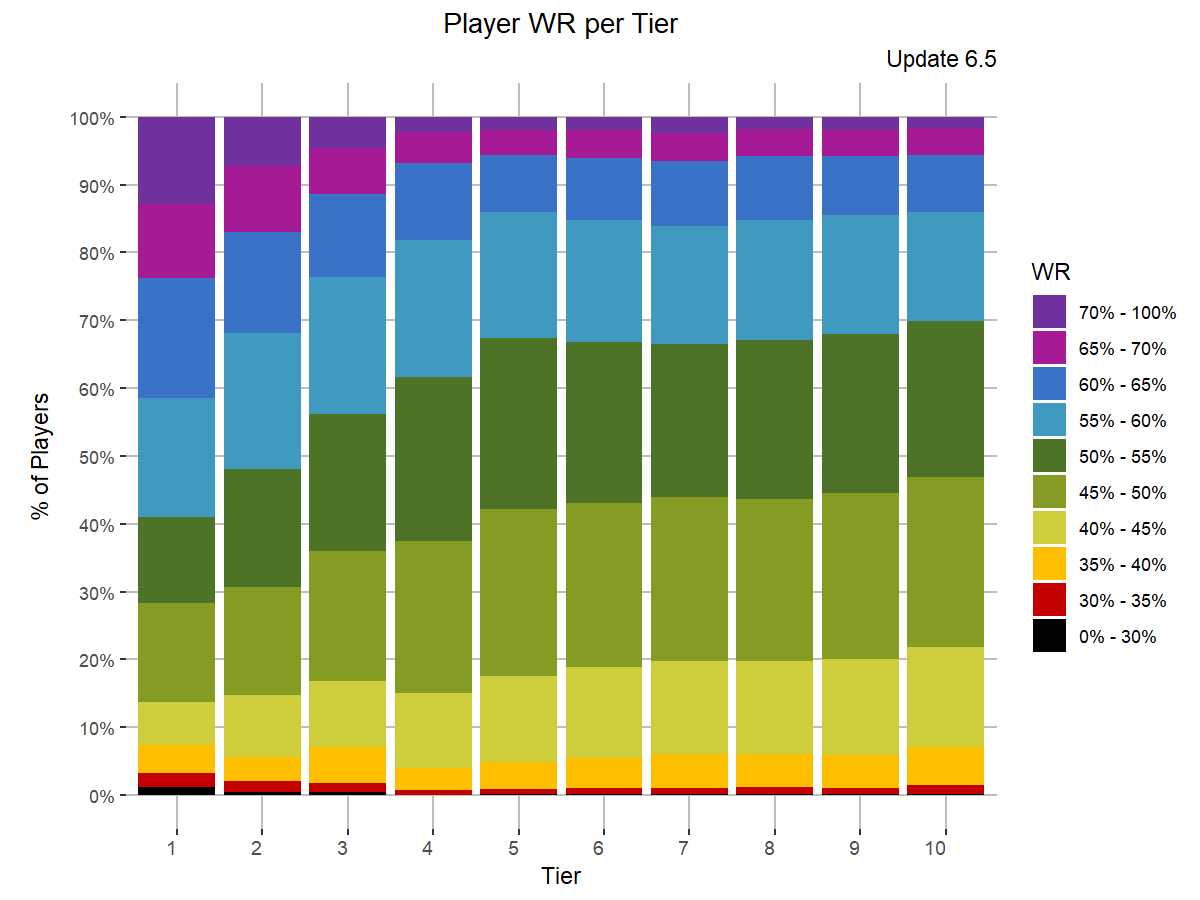 Player WR per Tier
Update 6.5
% of Players
100%
90%
80%
70%
60%
50%
40%
30%
20%
10%
0%
1 2 3 4 5 6 7 8 9 10
Tier
WR
70% - 100%
65% - 70%
60% - 65%
55% - 60%
50% - 55%
45% - 50%
40% - 45%
35% - 40%
30% - 35%
0% - 30%